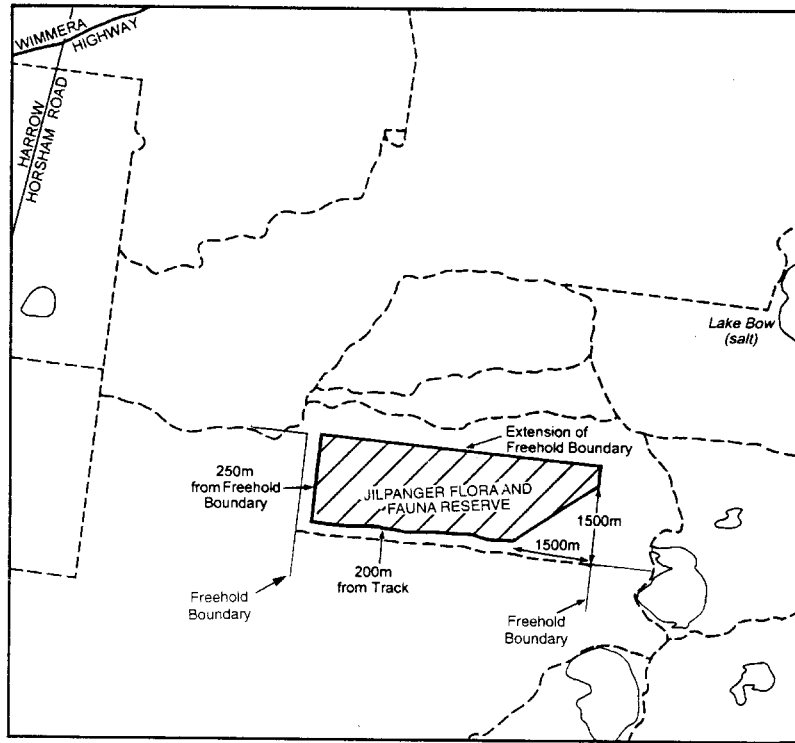 WIMMERA
HIGHWAY
HARROW
HORSHAM ROAD
Lake Bow
(salt)
Extension of
Freehold Boundary
250m
from Freehold
Boundary
JILPANGER FLORA AND
FAUNA RESERVE
1500m
1500m
200m
from Track
Freehold
Boundary
Freehold
Boundary